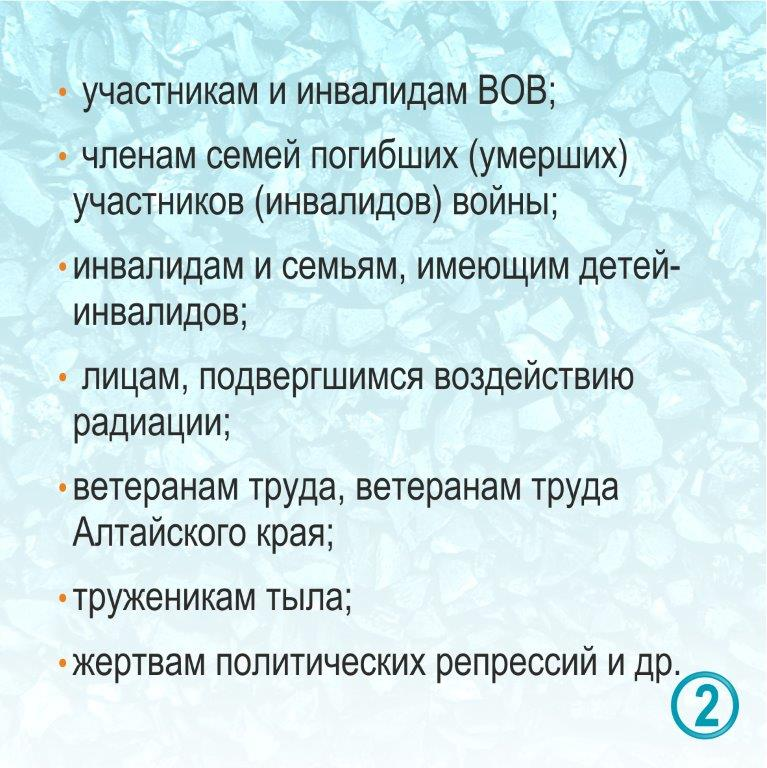 • участникам и инвалидам ВОВ;
• членам семей погибших (умерших)
участников (инвалидов) войны;
• инвалидам и семьям, имеющим детей-
инвалидов;
• лицам, подвергшимся воздействию
радиации;
• ветеранам труда, ветеранам труда
Алтайского края;
• труженикам тыла;
• жертвам политических репрессий и др.
2